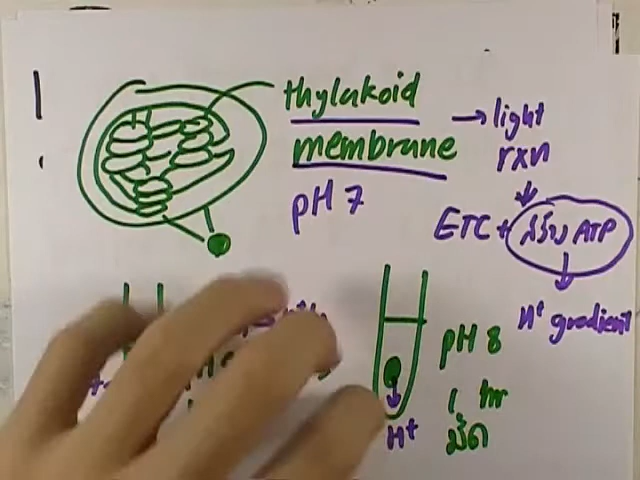 thylakoid
membrane
pH 7
→ light
rxn
ETC + สร้าง ATP
H⁺ gradient
pH 8
1 hr
มืด
H⁺